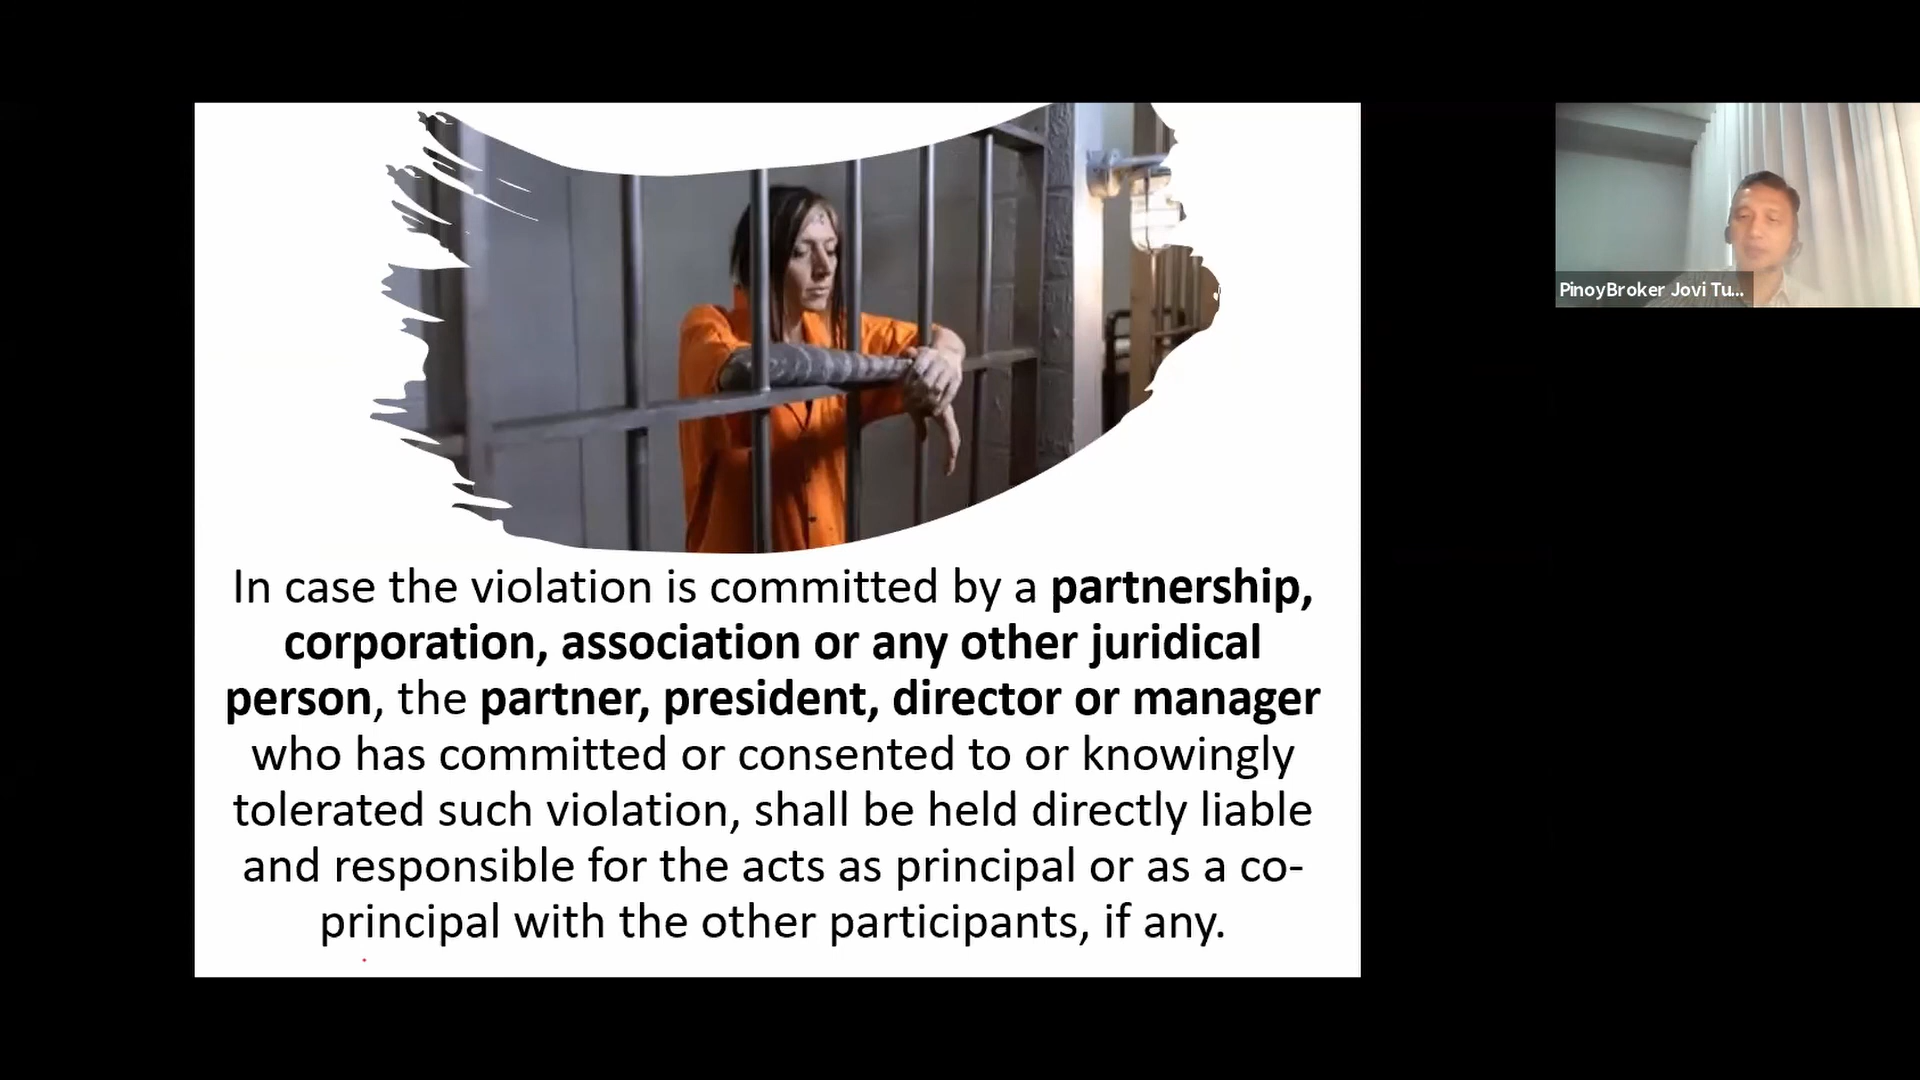 PinoyBroker Jovi Tu...
In case the violation is committed by a partnership,
corporation, association or any other juridical
person, the partner, president, director or manager
who has committed or consented to or knowingly
tolerated such violation, shall be held directly liable
and responsible for the acts as principal or as a co-
principal with the other participants, if any.